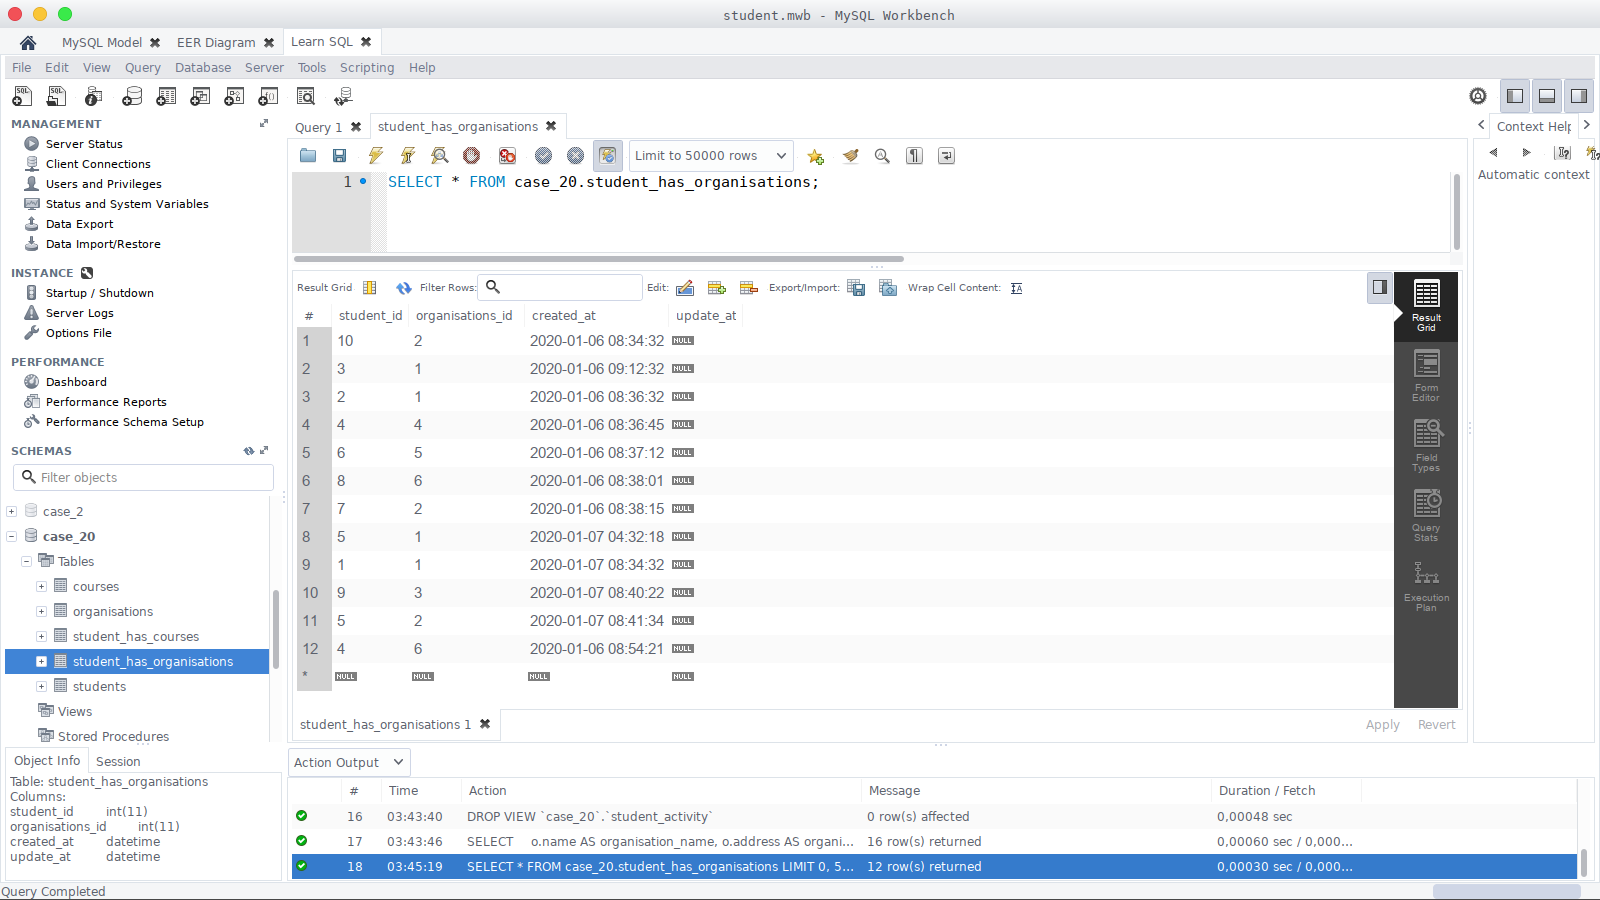 student.mwb - MySQL Workbench
MySQL Model
EER Diagram
Learn SQL
File Edit View Query Database Server Tools Scripting Help
MANAGEMENT
Server Status
Client Connections
Users and Privileges
Status and System Variables
Data Export
Data Import/Restore
INSTANCE
Startup / Shutdown
Server Logs
Options File
PERFORMANCE
Dashboard
Performance Reports
Performance Schema Setup
SCHEMAS
Filter objects
case_2
case_20
Tables
courses
organisations
student_has_courses
student_has_organisations
students
Views
Stored Procedures
Object Info Session
Table: student_has_organisations
Columns:
student_id int(11)
organisations_id int(11)
created_at datetime
update_at datetime
Query 1
student_has_organisations
Limit to 50000 rows
1 SELECT * FROM case_20.student_has_organisations;
Result Grid Filter Rows: Edit: Export/Import: Wrap Cell Content:
# student_id organisations_id created_at update_at
1 10 2 2020-01-06 08:34:32 NULL
2 3 1 2020-01-06 09:12:32 NULL
3 2 1 2020-01-06 08:36:32 NULL
4 4 4 2020-01-06 08:36:45 NULL
5 6 5 2020-01-06 08:37:12 NULL
6 8 6 2020-01-06 08:38:01 NULL
7 7 2 2020-01-06 08:38:15 NULL
8 5 1 2020-01-07 04:32:18 NULL
9 1 1 2020-01-07 08:34:32 NULL
10 9 3 2020-01-07 08:40:22 NULL
11 5 2 2020-01-07 08:41:34 NULL
12 4 6 2020-01-06 08:54:21 NULL
* NULL NULL NULL NULL
Result
Grid
Form
Editor
Field
Types
Query
Stats
Execution
Plan
student_has_organisations 1
Apply Revert
Context Help
Automatic context
Action Output
# Time Action Message Duration / Fetch
16 03:43:40 DROP VIEW `case_20`.`student_activity` 0 row(s) affected 0,00048 sec
17 03:43:46 SELECT o.name AS organisation_name, o.address AS organi... 16 row(s) returned 0,00060 sec / 0,000...
18 03:45:19 SELECT * FROM case_20.student_has_organisations LIMIT 0, 5... 12 row(s) returned 0,00030 sec / 0,000...
Query Completed